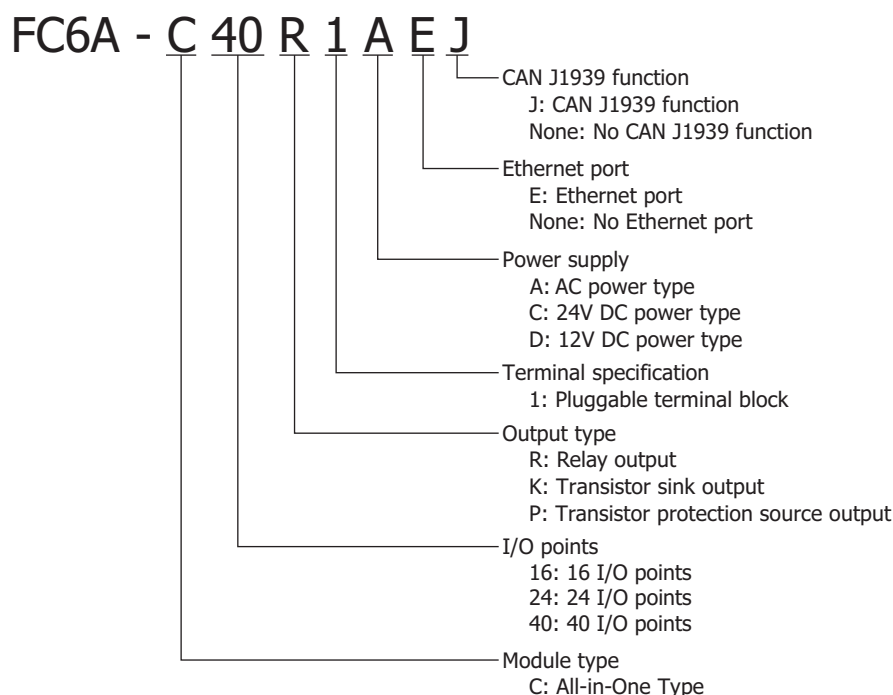 FC6A - C 40 R 1 A E J
CAN J1939 function
J: CAN J1939 function
None: No CAN J1939 function
Ethernet port
E: Ethernet port
None: No Ethernet port
Power supply
A: AC power type
C: 24V DC power type
D: 12V DC power type
Terminal specification
1: Pluggable terminal block
Output type
R: Relay output
K: Transistor sink output
P: Transistor protection source output
I/O points
16: 16 I/O points
24: 24 I/O points
40: 40 I/O points
Module type
C: All-in-One Type